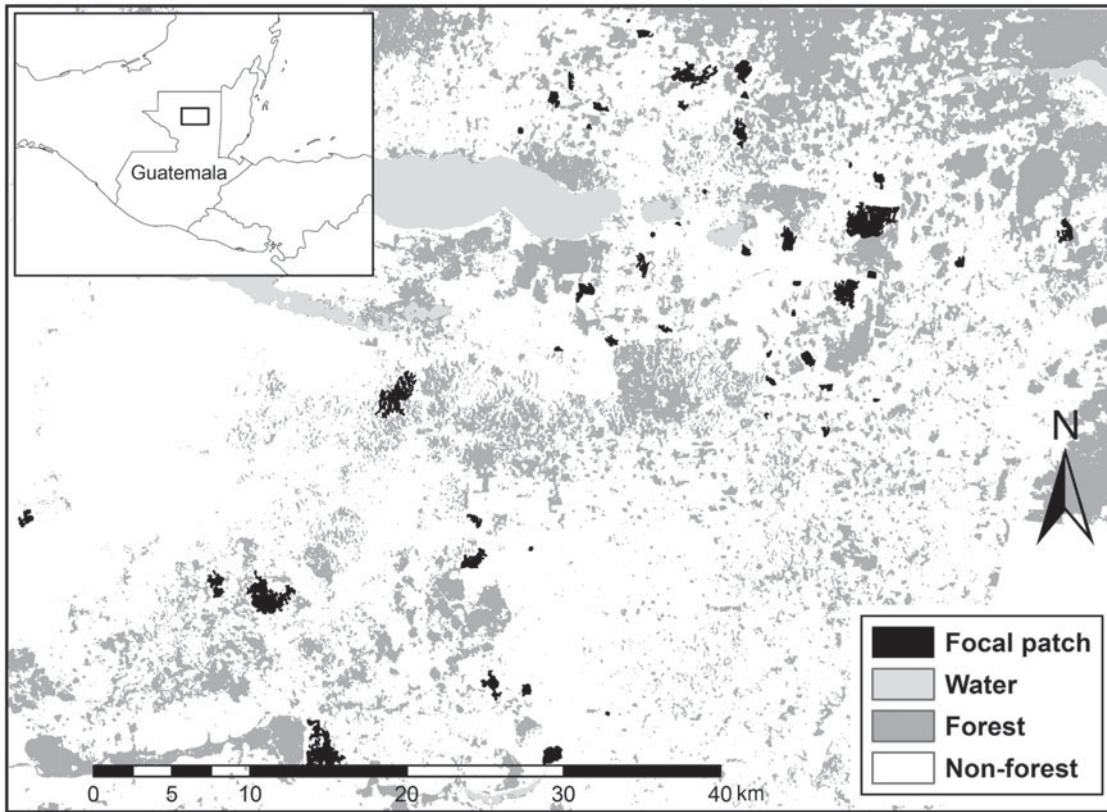 Guatemala
N
Focal patch
Water
Forest
Non-forest
0 5 10 20 30 40 km